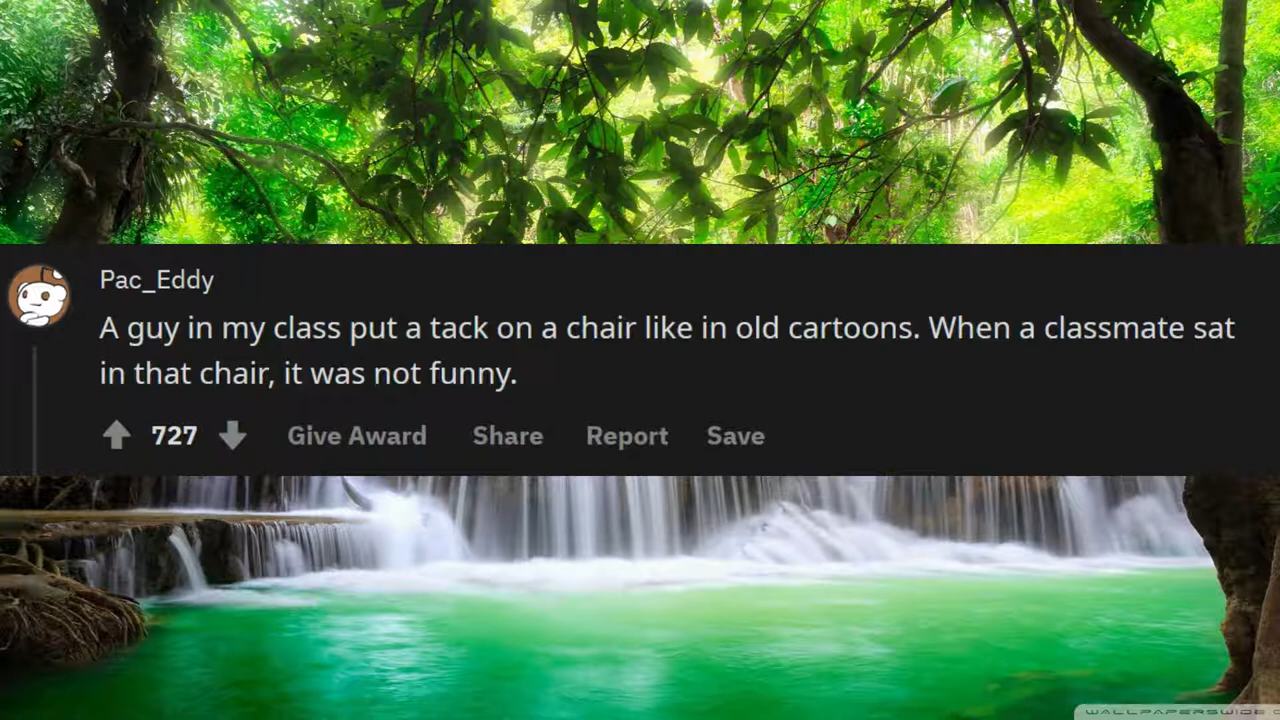 Pac_Eddy
A guy in my class put a tack on a chair like in old cartoons. When a classmate sat
in that chair, it was not funny.
727 Give Award Share Report Save